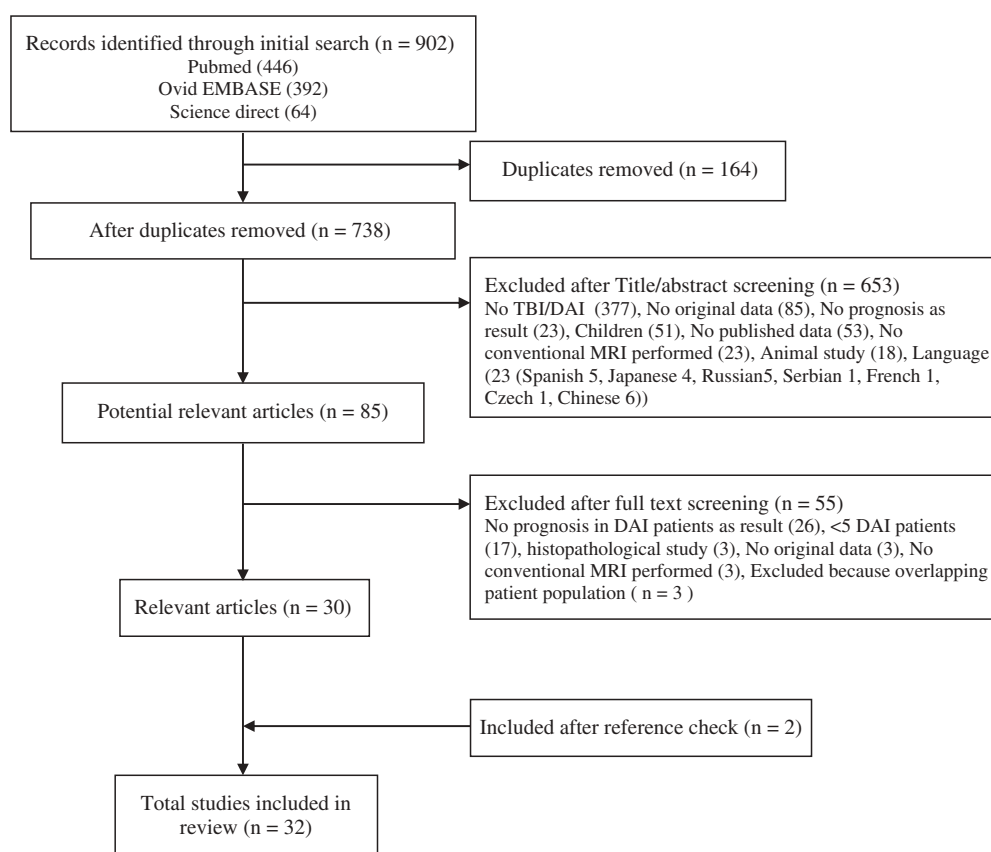 Records identified through initial search (n = 902)
Pubmed (446)
Ovid EMBASE (392)
Science direct (64)
Duplicates removed (n = 164)
After duplicates removed (n = 738)
Excluded after Title/abstract screening (n = 653)
No TBI/DAI (377), No original data (85), No prognosis as
result (23), Children (51), No published data (53), No
conventional MRI performed (23), Animal study (18), Language
(23 (Spanish 5, Japanese 4, Russian5, Serbian 1, French 1,
Czech 1, Chinese 6))
Potential relevant articles (n = 85)
Excluded after full text screening (n = 55)
No prognosis in DAI patients as result (26), <5 DAI patients
(17), histopathological study (3), No original data (3), No
conventional MRI performed (3), Excluded because overlapping
patient population ( n = 3 )
Relevant articles (n = 30)
Included after reference check (n = 2)
Total studies included in
review (n = 32)